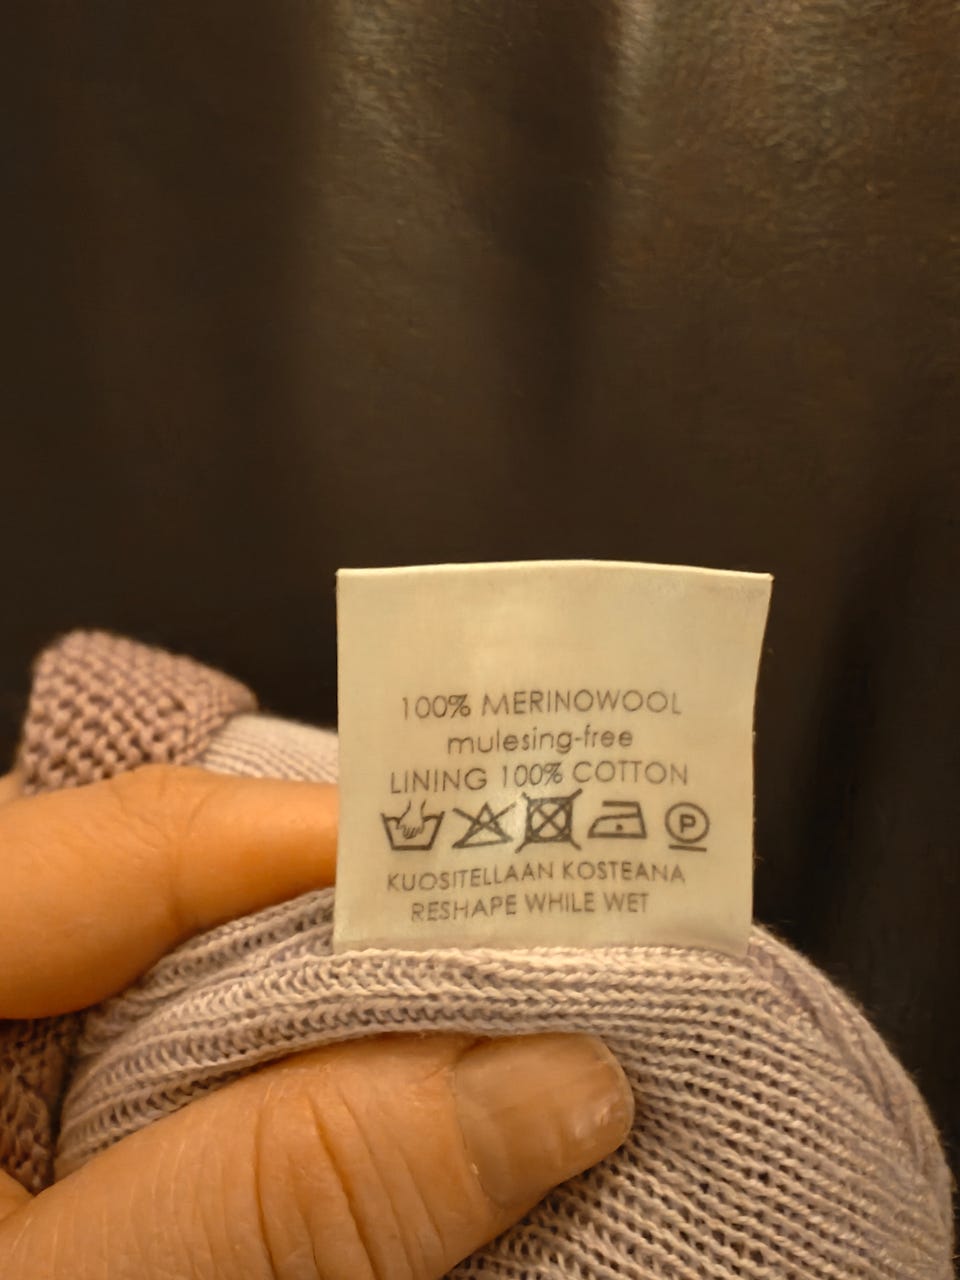 100% MERINOWOOL
mulesing-free
LINING 100% COTTON
P
KUOSITELLAAN KOSTEANA
RESHAPE WHILE WET